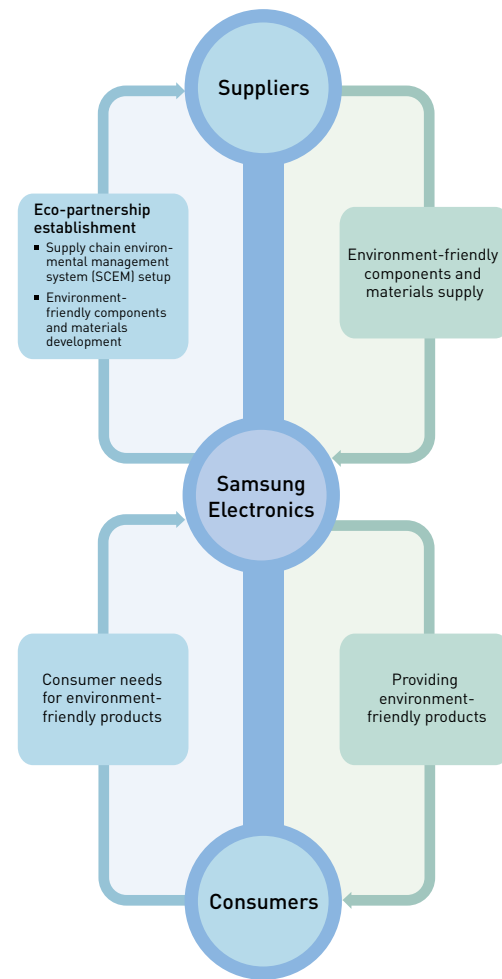 Suppliers
Eco-partnership
establishment
▪ Supply chain environ-
mental management
system (SCEM) setup
▪ Environment-
friendly components
and materials
development
Environment-friendly
components and
materials supply
Samsung
Electronics
Consumer needs
for environment-
friendly products
Providing
environment-
friendly products
Consumers